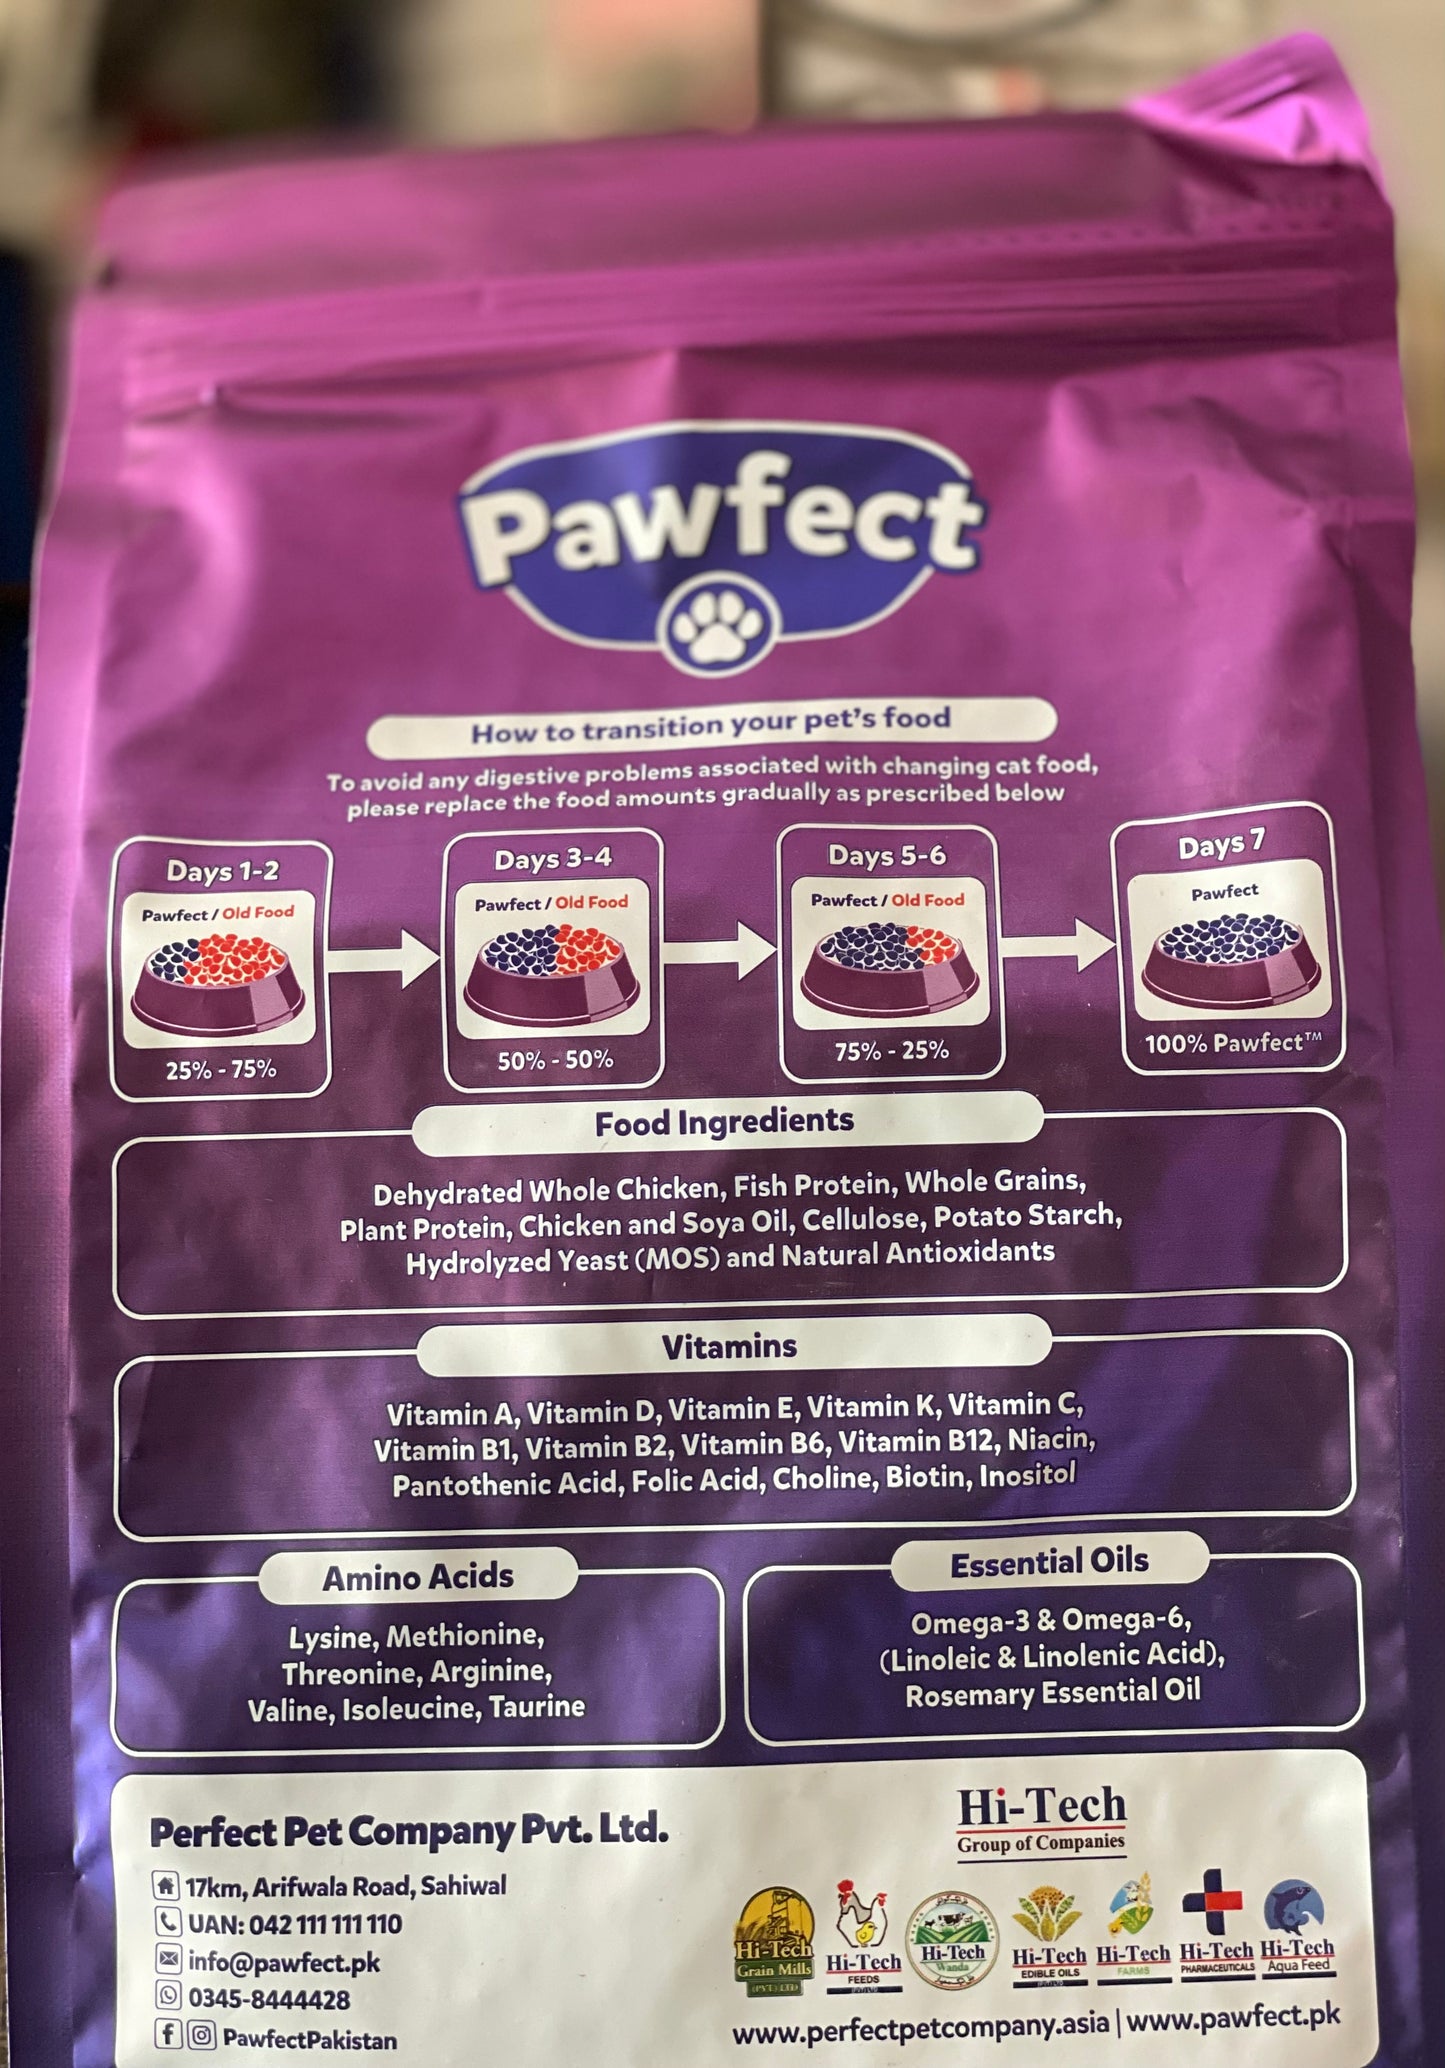 Pawfect
How to transition your pet's food
To avoid any digestive problems associated with changing cat food,
please replace the food amounts gradually as prescribed below
Days 1-2
Pawfect / Old Food
25% - 75%
Days 3-4
Pawfect / Old Food
50% - 50%
Days 5-6
Pawfect / Old Food
75% - 25%
Days 7
Pawfect
100% Pawfect™
Food Ingredients
Dehydrated Whole Chicken, Fish Protein, Whole Grains,
Plant Protein, Chicken and Soya Oil, Cellulose, Potato Starch,
Hydrolyzed Yeast (MOS) and Natural Antioxidants
Vitamins
Vitamin A, Vitamin D, Vitamin E, Vitamin K, Vitamin C,
Vitamin B1, Vitamin B2, Vitamin B6, Vitamin B12, Niacin,
Pantothenic Acid, Folic Acid, Choline, Biotin, Inositol
Amino Acids
Lysine, Methionine,
Threonine, Arginine,
Valine, Isoleucine, Taurine
Essential Oils
Omega-3 & Omega-6,
(Linoleic & Linolenic Acid),
Rosemary Essential Oil
Perfect Pet Company Pvt. Ltd.
17km, Arifwala Road, Sahiwal
UAN: 042 111 111 110
info@pawfect.pk
0345-8444428
PawfectPakistan
Hi-Tech
Group of Companies
Hi-Tech
Grain Mills
(PVT) LTD
Hi-Tech
FEEDS
Hi-Tech
Wanda
Hi-Tech
EDIBLE OILS
Hi-Tech
FARMS
Hi-Tech
PHARMACEUTICALS
Hi-Tech
Aqua Feed
www.perfectpetcompany.asia | www.pawfect.pk